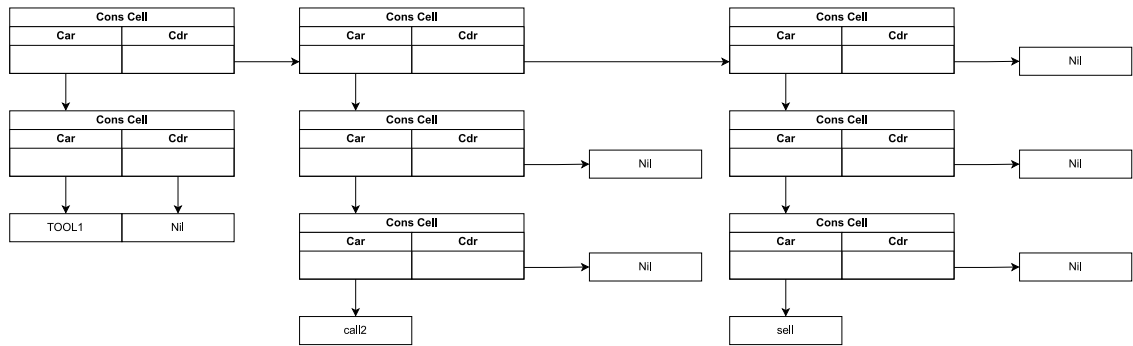 Cons Cell Cons Cell Cons Cell
Car Cdr Car Cdr Car Cdr
Nil
Cons Cell Cons Cell Cons Cell
Car Cdr Car Cdr Car Cdr
Nil Nil
TOOL1 Nil Cons Cell Cons Cell
Car Cdr Car Cdr
Nil Nil
call2 sell